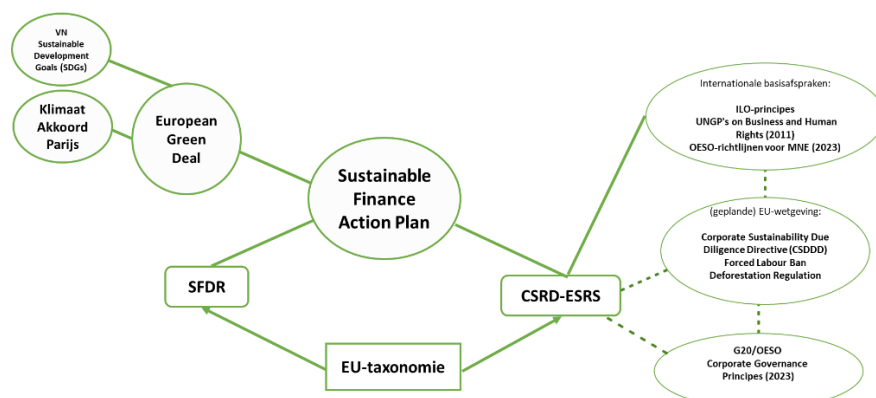 VN
Sustainable
Development
Goals (SDGs)
Klimaat
Akkoord
Parijs
European
Green
Deal
Sustainable
Finance
Action Plan
SFDR
EU-taxonomie
CSRD-ESRS
Internationale basisafspraken:
ILO-principes
UNGP's on Business and Human
Rights (2011)
OESO-richtlijnen voor MNE (2023)
(geplande) EU-wetgeving:
Corporate Sustainability Due
Diligence Directive (CSDDD)
Forced Labour Ban
Deforestation Regulation
G20/OESO
Corporate Governance
Principes (2023)